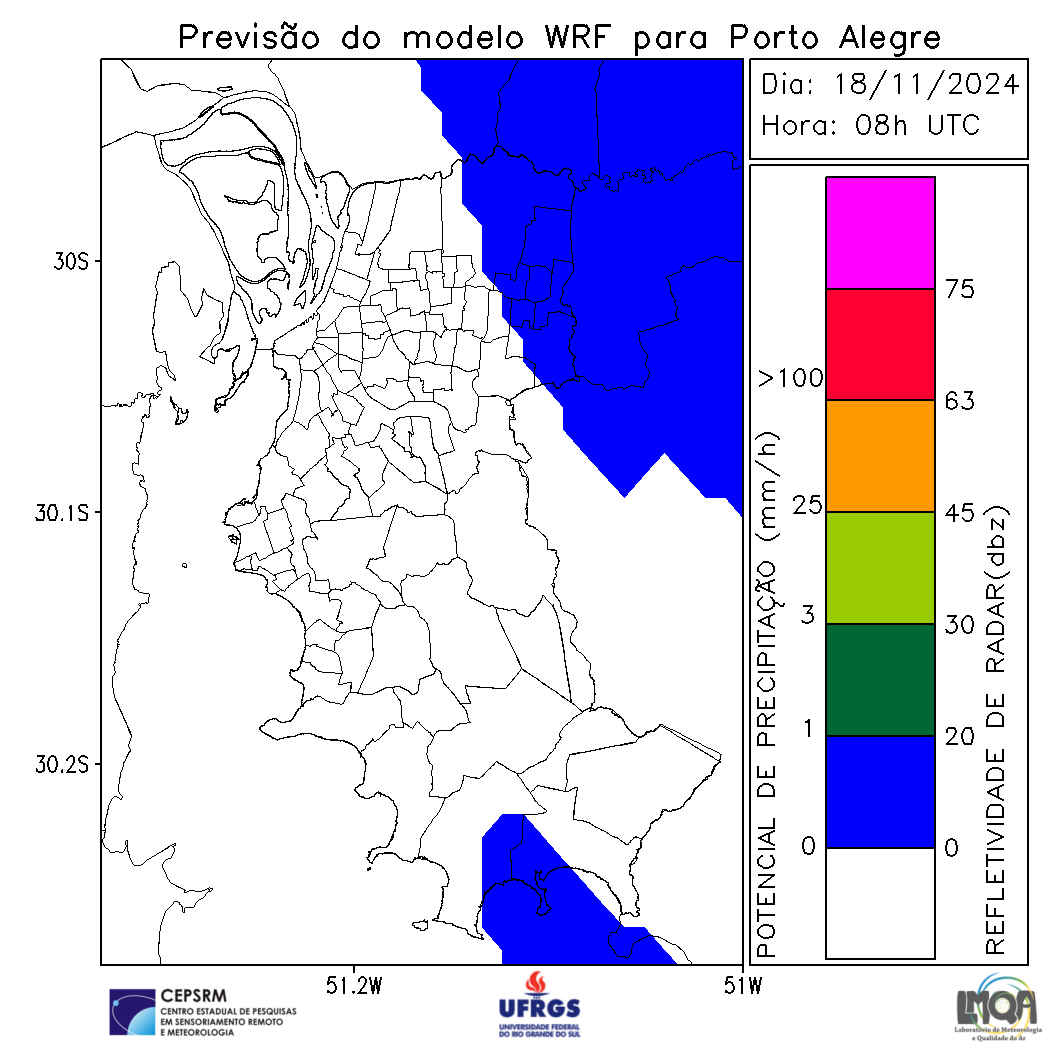 Previsão do modelo WRF para Porto Alegre
Dia: 18/11/2024
Hora: 08h UTC
30S
30.1S
30.2S
51.2W
51W
POTENCIAL DE PRECIPITAÇÃO (mm/h)
>100
25
3
1
0
75
63
45
30
20
0
REFLETIVIDADE DE RADAR(dbz)
CEPSRM
CENTRO ESTADUAL DE PESQUISAS
EM SENSORIAMENTO REMOTO
E METEOROLOGIA
UFRGS
UNIVERSIDADE FEDERAL
DO RIO GRANDE DO SUL
LMQA
Laboratório de Meteorologia
e Qualidade do Ar